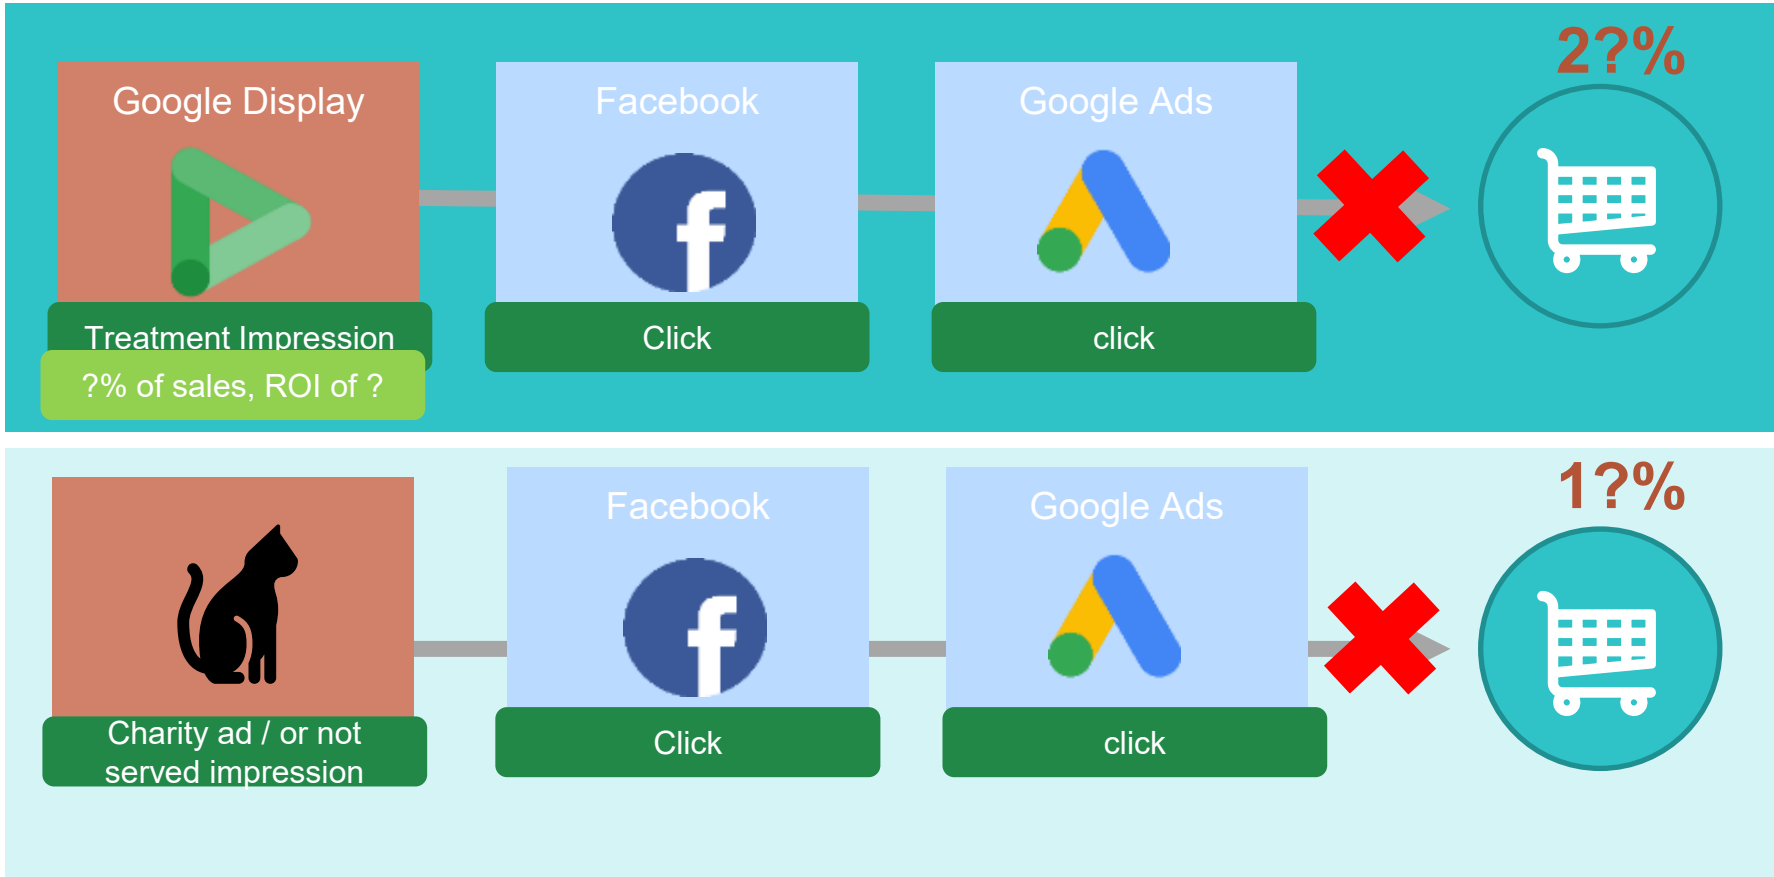 2?%
Google Display
Facebook
Google Ads
Treatment Impression
Click
click
?% of sales, ROI of ?
1?%
Facebook
Google Ads
Charity ad / or not
served impression
Click
click